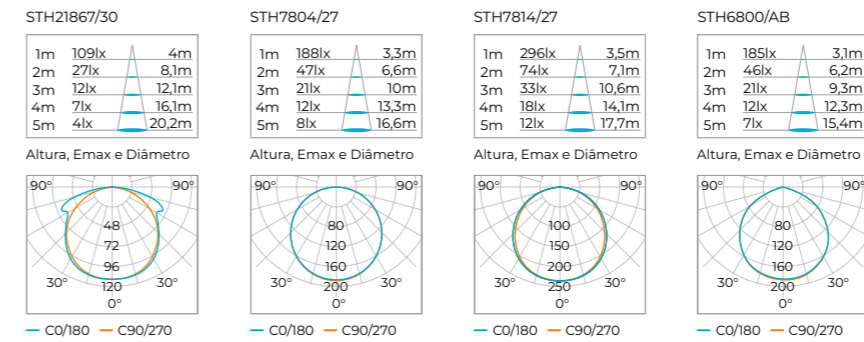 STH21867/30
1m 109lx 4m
2m 27lx 8,1m
3m 12lx 12,1m
4m 7lx 16,1m
5m 4lx 20,2m
Altura, Emax e Diâmetro
90° 90°
48
72
96
30° 120 30°
0°
C0/180 C90/270
STH7804/27
1m 188lx 3,3m
2m 47lx 6,6m
3m 21lx 10m
4m 12lx 13,3m
5m 8lx 16,6m
Altura, Emax e Diâmetro
90° 90°
80
120
160
30° 200 30°
0°
C0/180 C90/270
STH7814/27
1m 296lx 3,5m
2m 74lx 7,1m
3m 33lx 10,6m
4m 18lx 14,1m
5m 12lx 17,7m
Altura, Emax e Diâmetro
90° 90°
100
150
200
30° 250 30°
0°
C0/180 C90/270
STH6800/AB
1m 185lx 3,1m
2m 46lx 6,2m
3m 21lx 9,3m
4m 12lx 12,3m
5m 7lx 15,4m
Altura, Emax e Diâmetro
90° 90°
80
120
160
30° 200 30°
0°
C0/180 C90/270